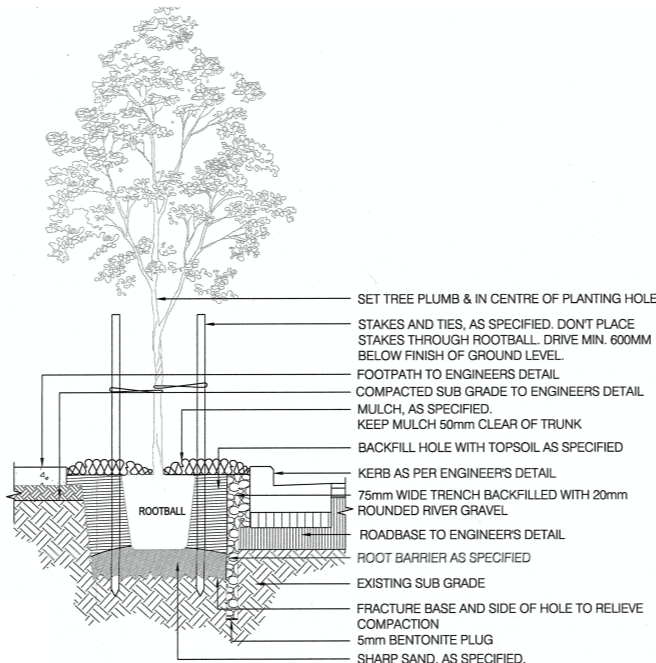 SET TREE PLUMB & IN CENTRE OF PLANTING HOLE
STAKES AND TIES, AS SPECIFIED. DON'T PLACE
STAKES THROUGH ROOTBALL. DRIVE MIN. 600MM
BELOW FINISH OF GROUND LEVEL.
FOOTPATH TO ENGINEERS DETAIL
COMPACTED SUB GRADE TO ENGINEERS DETAIL
MULCH, AS SPECIFIED.
KEEP MULCH 50mm CLEAR OF TRUNK
BACKFILL HOLE WITH TOPSOIL AS SPECIFIED
KERB AS PER ENGINEER'S DETAIL
75mm WIDE TRENCH BACKFILLED WITH 20mm
ROUNDED RIVER GRAVEL
ROOTBALL
ROADBASE TO ENGINEER'S DETAIL
ROOT BARRIER AS SPECIFIED
EXISTING SUB GRADE
FRACTURE BASE AND SIDE OF HOLE TO RELIEVE
COMPACTION
5mm BENTONITE PLUG
SHARP SAND, AS SPECIFIED.